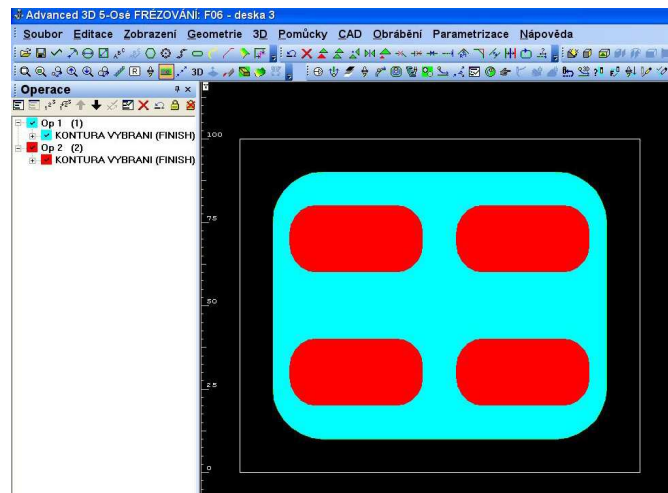 Advanced 3D 5-Osé FRÉZOVÁNÍ: F06 - deska 3
Soubor Editace Zobrazení Geometrie 3D Pomůcky CAD Obrábění Parametrizace Nápověda
3D
Operace
Op 1 (1)
KONTURA VYBRANI (FINISH)
Op 2 (2)
KONTURA VYBRANI (FINISH)
100
75
50
25
0